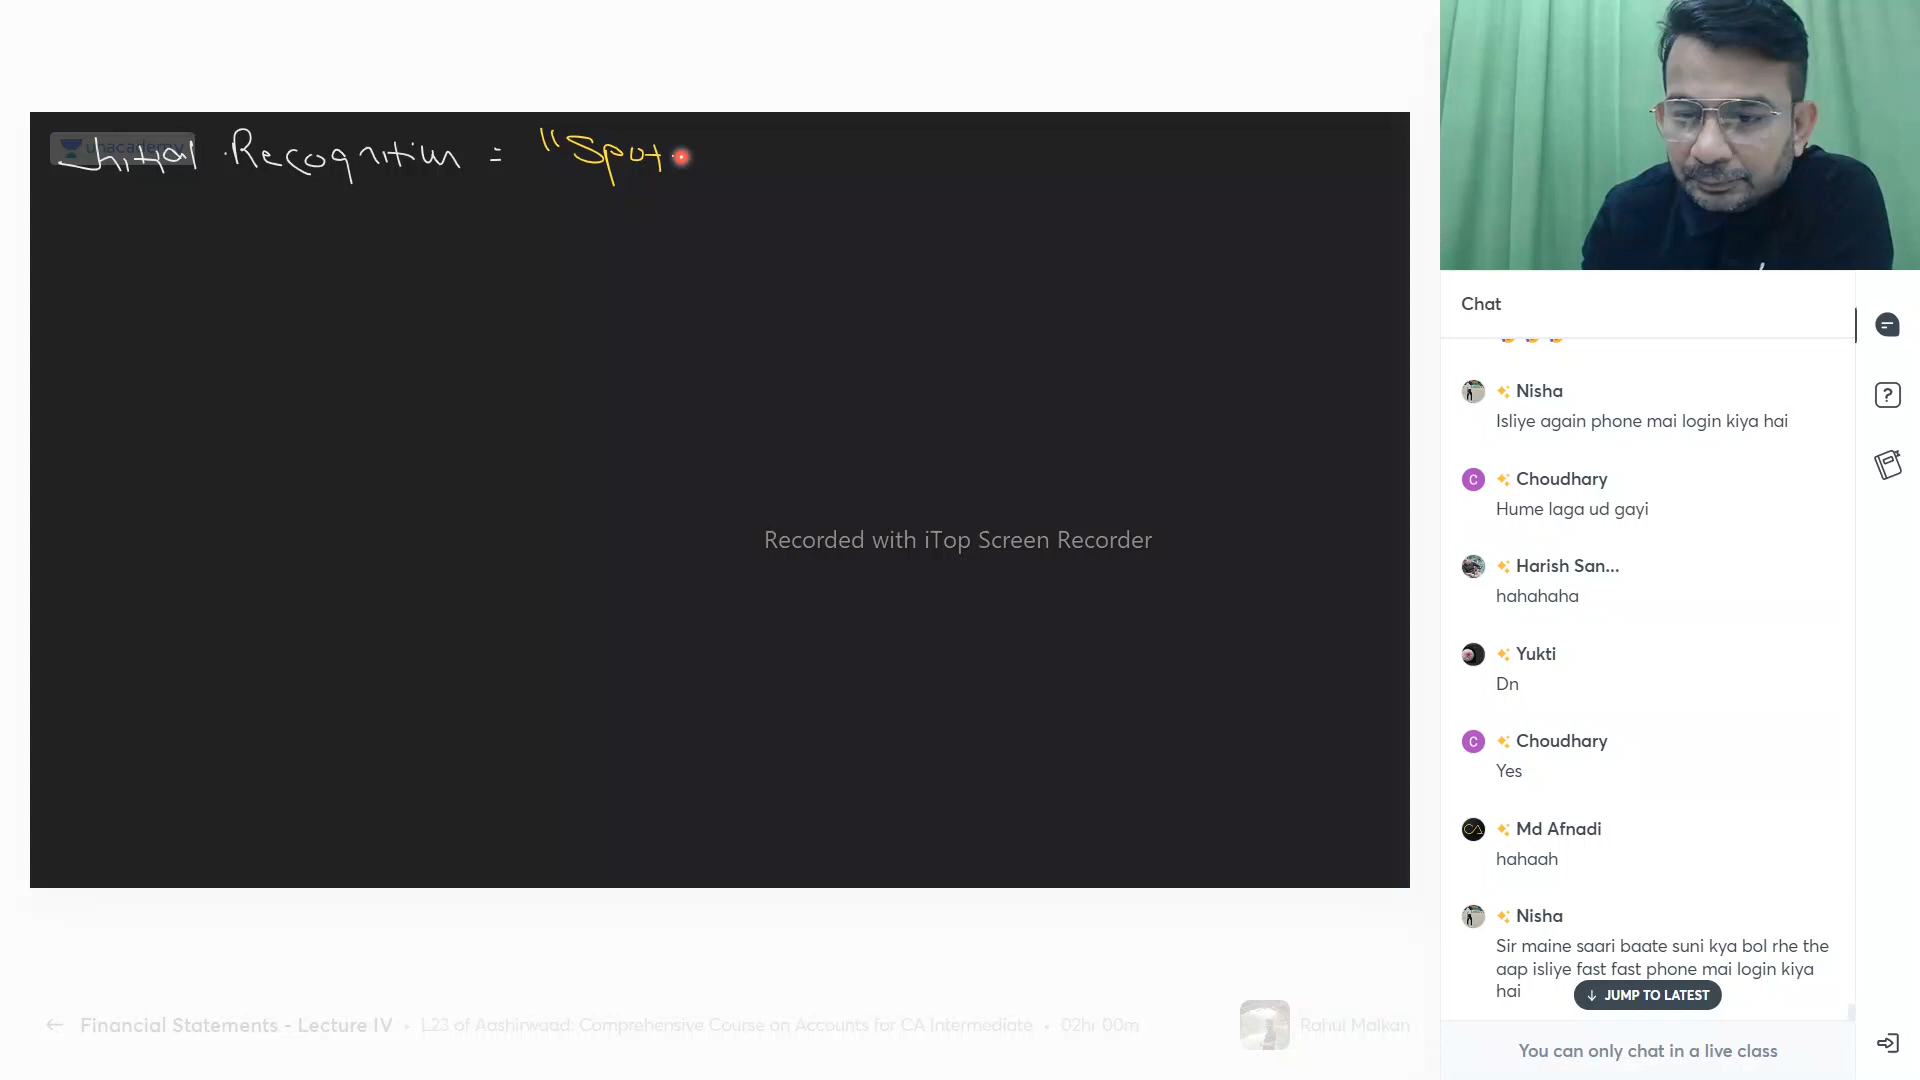 unacademy
Initial Recognition = "Spot
Recorded with iTop Screen Recorder
Chat
Nisha
Isliye again phone mai login kiya hai
C
Choudhary
Hume laga ud gayi
Harish San...
hahahaha
Yukti
Dn
C
Choudhary
Yes
CA
Md Afnadi
hahaah
Nisha
Sir maine saari baate suni kya bol rhe the
aap isliye fast fast phone mai login kiya
hai
↓ JUMP TO LATEST
You can only chat in a live class
← Financial Statements - Lecture IV • L23 of Aashirwaad: Comprehensive Course on Accounts for CA Intermediate • 02hr 00m
Rahul Malkan